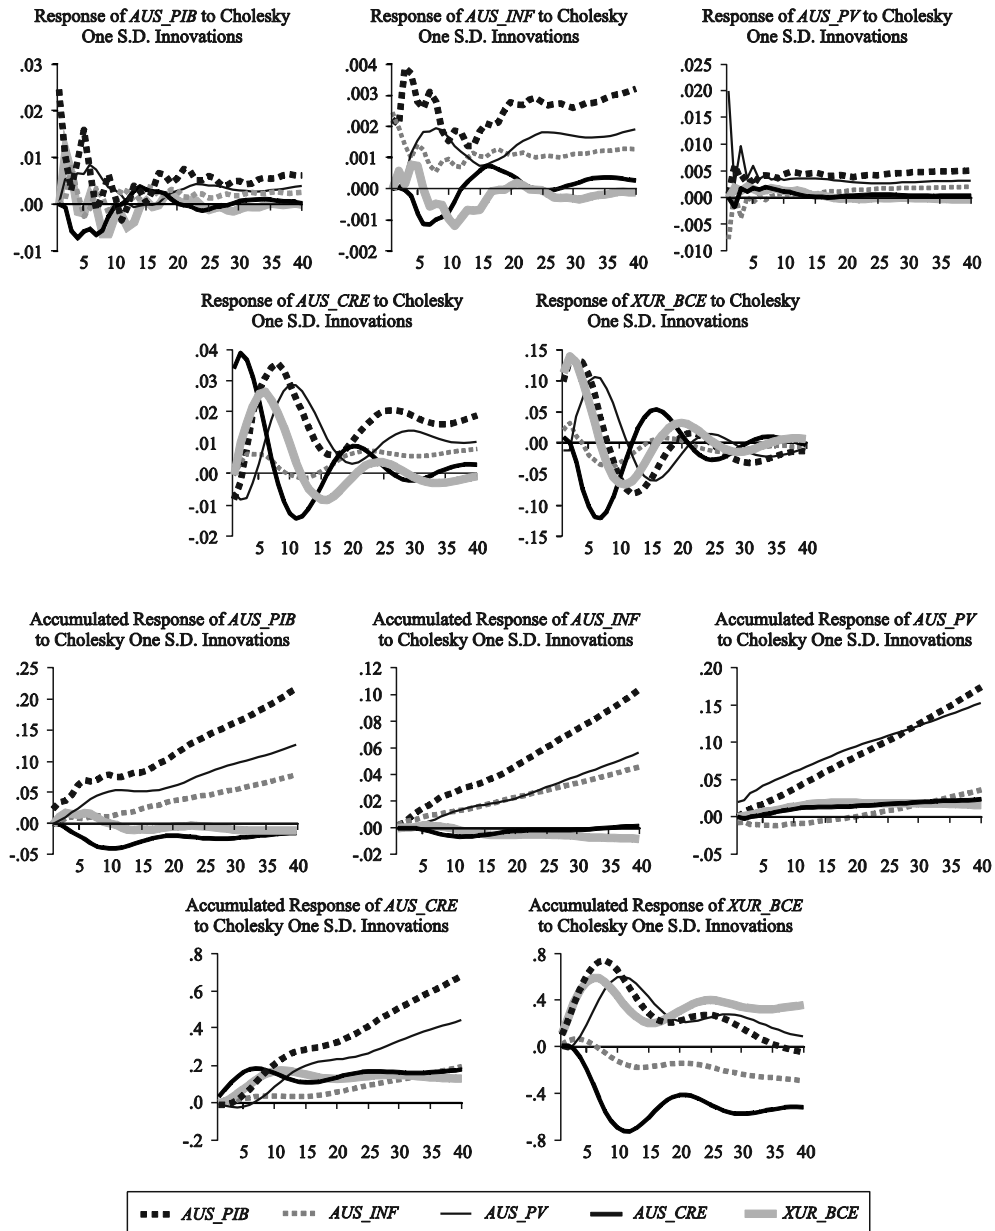 Response of AUS_PIB to Cholesky
One S.D. Innovations
.03
.02
.01
.00
-.01
5 10 15 20 25 30 35 40
Response of AUS_INF to Cholesky
One S.D. Innovations
.004
.003
.002
.001
.000
-.001
-.002
5 10 15 20 25 30 35 40
Response of AUS_PV to Cholesky
One S.D. Innovations
.025
.020
.015
.010
.005
.000
-.005
-.010
5 10 15 20 25 30 35 40
Response of AUS_CRE to Cholesky
One S.D. Innovations
.04
.03
.02
.01
.00
-.01
-.02
5 10 15 20 25 30 35 40
Response of XUR_BCE to Cholesky
One S.D. Innovations
.15
.10
.05
.00
-.05
-.10
-.15
5 10 15 20 25 30 35 40
Accumulated Response of AUS_PIB
to Cholesky One S.D. Innovations
.25
.20
.15
.10
.05
.00
-.05
5 10 15 20 25 30 35 40
Accumulated Response of AUS_INF
to Cholesky One S.D. Innovations
.12
.10
.08
.06
.04
.02
.00
-.02
5 10 15 20 25 30 35 40
Accumulated Response of AUS_PV
to Cholesky One S.D. Innovations
.20
.15
.10
.05
.00
-.05
5 10 15 20 25 30 35 40
Accumulated Response of AUS_CRE
to Cholesky One S.D. Innovations
.8
.6
.4
.2
.0
-.2
5 10 15 20 25 30 35 40
Accumulated Response of XUR_BCE
to Cholesky One S.D. Innovations
.8
.4
.0
-.4
-.8
5 10 15 20 25 30 35 40
AUS_PIB AUS_INF AUS_PV AUS_CRE XUR_BCE